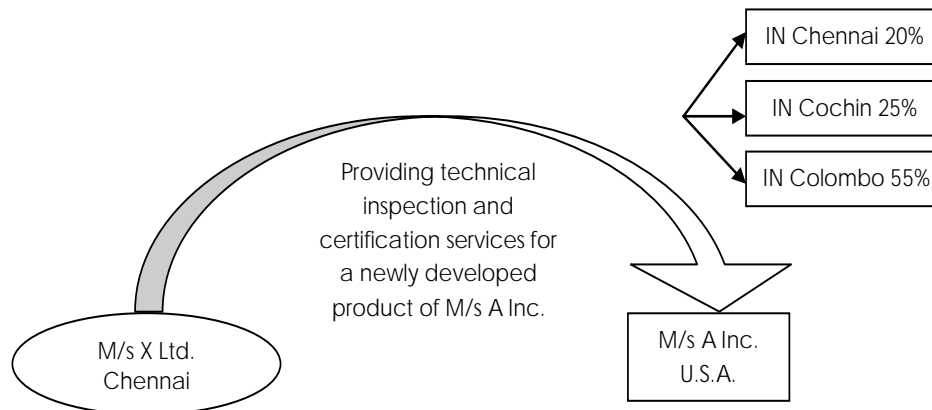 IN Chennai 20%
IN Cochin 25%
IN Colombo 55%
Providing technical
inspection and
certification services for
a newly developed
product of M/s A Inc.
M/s X Ltd.
Chennai
M/s A Inc.
U.S.A.